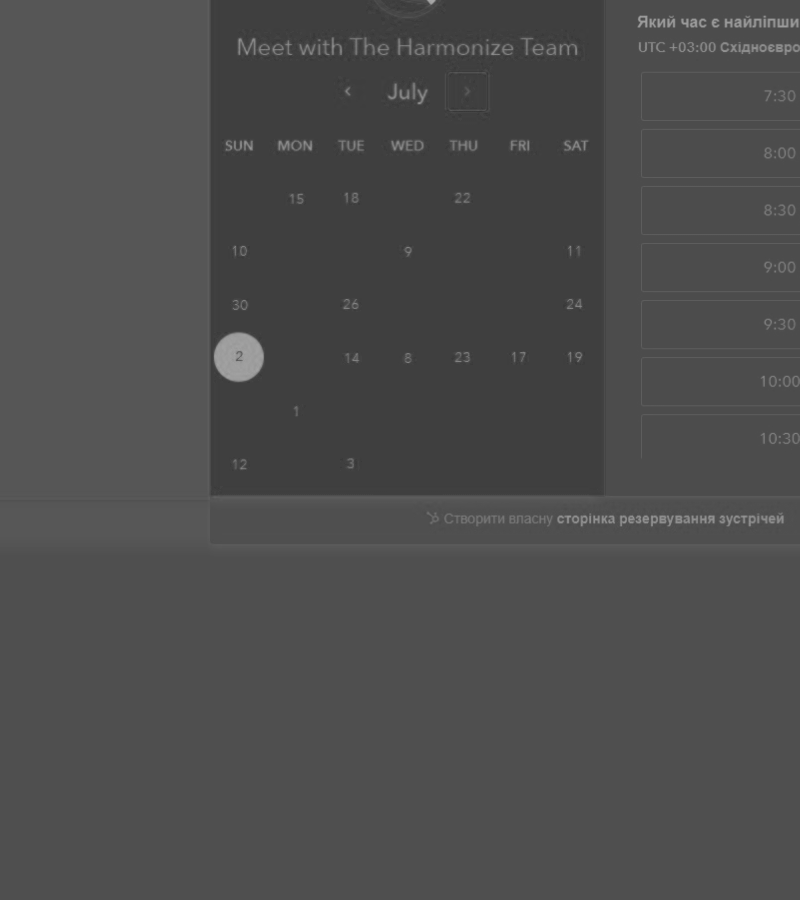 Meet with The Harmonize Team
‹ July ›
SUN MON TUE WED THU FRI SAT
15 18 22
10 9 11
30 26 24
2 14 8 23 17 19
1
12 3
Який час є
UTC +03:00
7:30
8:00
8:30
9:00
9:30
10:00
10:30
Створити власну сторінка резервування зустрічей